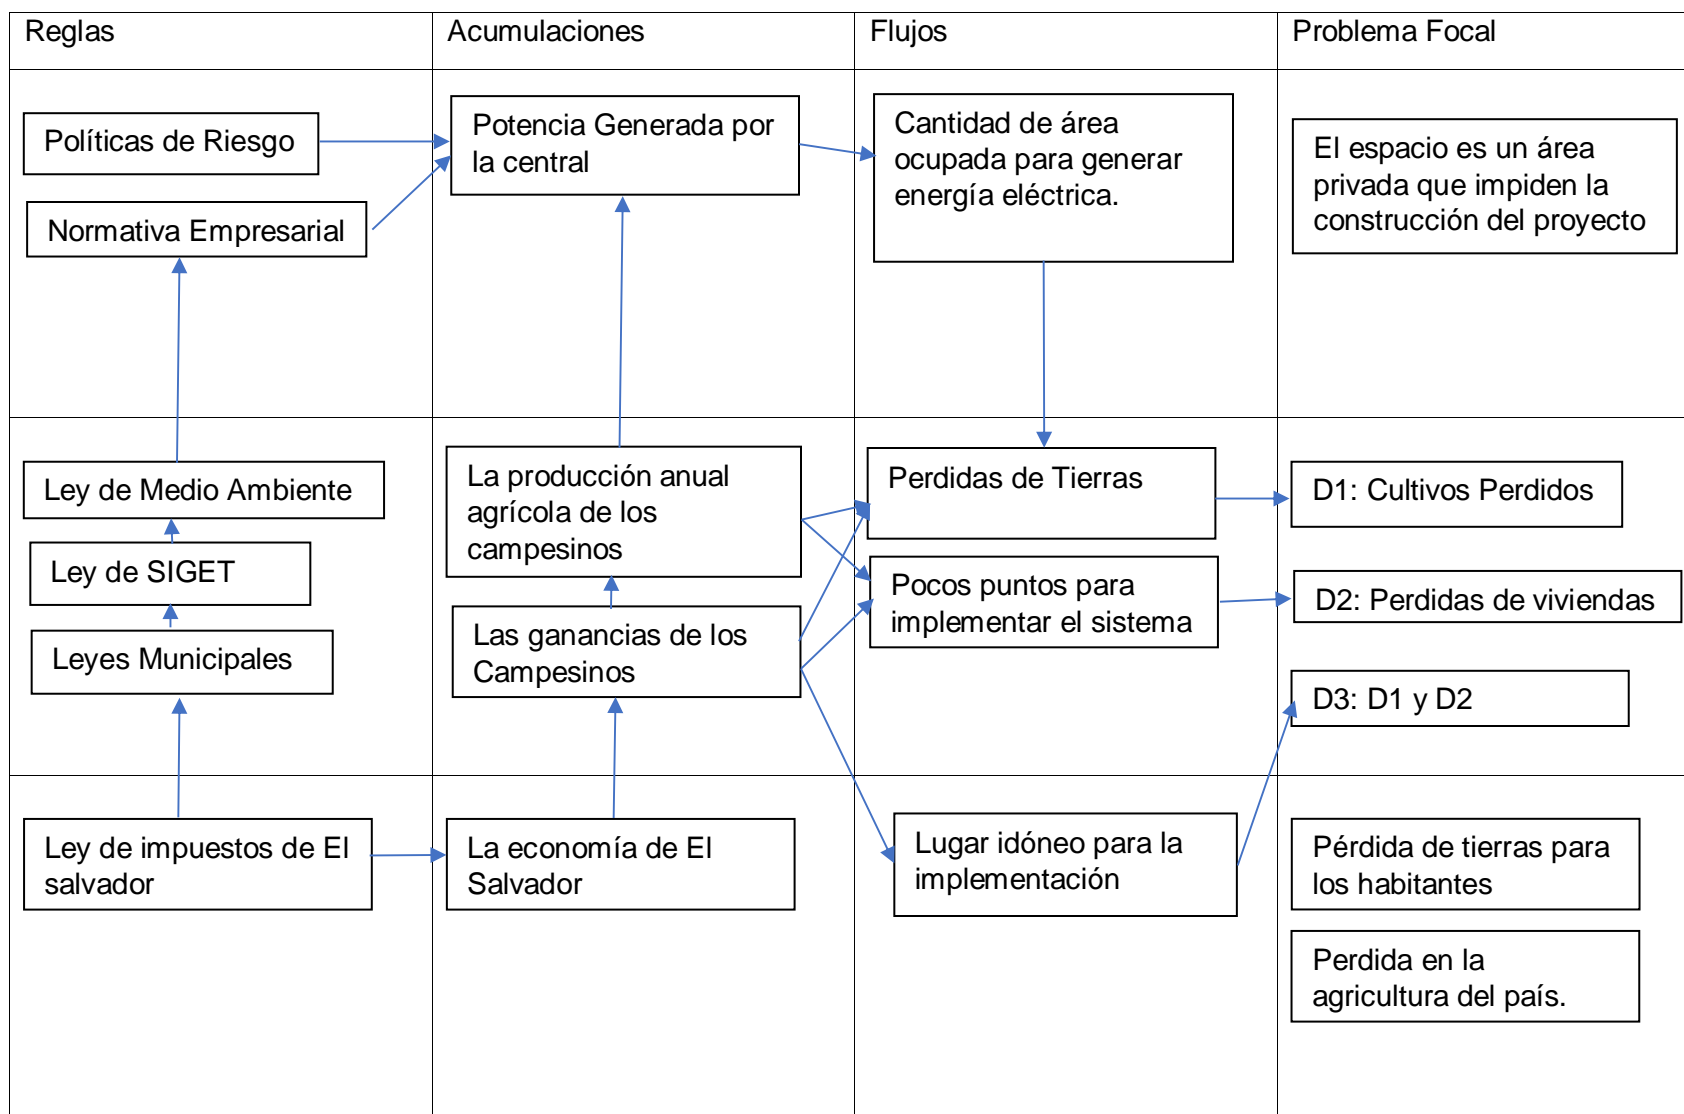 Reglas
Acumulaciones
Flujos
Problema Focal
Políticas de Riesgo
Normativa Empresarial
Potencia Generada por
la central
Cantidad de área
ocupada para generar
energía eléctrica.
El espacio es un área
privada que impiden la
construcción del proyecto
Ley de Medio Ambiente
Ley de SIGET
Leyes Municipales
La producción anual
agrícola de los
campesinos
Las ganancias de los
Campesinos
Perdidas de Tierras
Pocos puntos para
implementar el sistema
D1: Cultivos Perdidos
D2: Perdidas de viviendas
D3: D1 y D2
Ley de impuestos de El
salvador
La economía de El
Salvador
Lugar idóneo para la
implementación
Pérdida de tierras para
los habitantes
Perdida en la
agricultura del país.